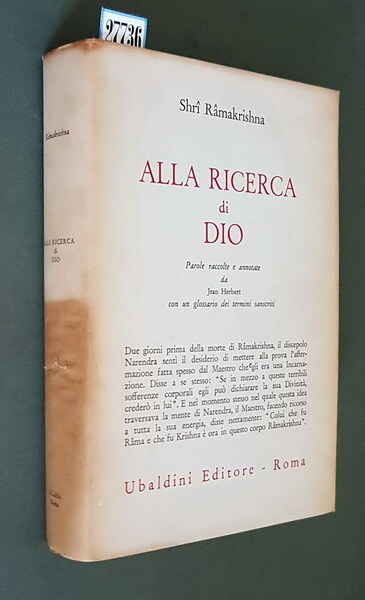 27736
Shrî Râmakrishna
ALLA RICERCA
di
DIO
Parole raccolte e annotate
da
Jean Herbert
con un glossario dei termini sanscriti
Due giorni prima della morte di Râmakrishna, il discepolo
Narendra sentì il desiderio di mettere alla prova l'affer-
mazione fatta spesso dal Maestro che egli era una Incarna-
zione. Disse a se stesso: "Se in mezzo a queste terribili
sofferenze corporali egli può dichiarare la sua Divinità,
crederò in lui". E nel momento stesso nel quale questa idea
traversava la mente di Narendra, il Maestro, facendo ricorso
a tutta la sua energia, disse nettamente: "Colui che fu
Râma e che fu Krishna è ora in questo corpo Râmakrishna".
Ubaldini Editore - Roma
Râmakrishna
ALLA RICERCA
di
DIO
Ubaldini
Roma